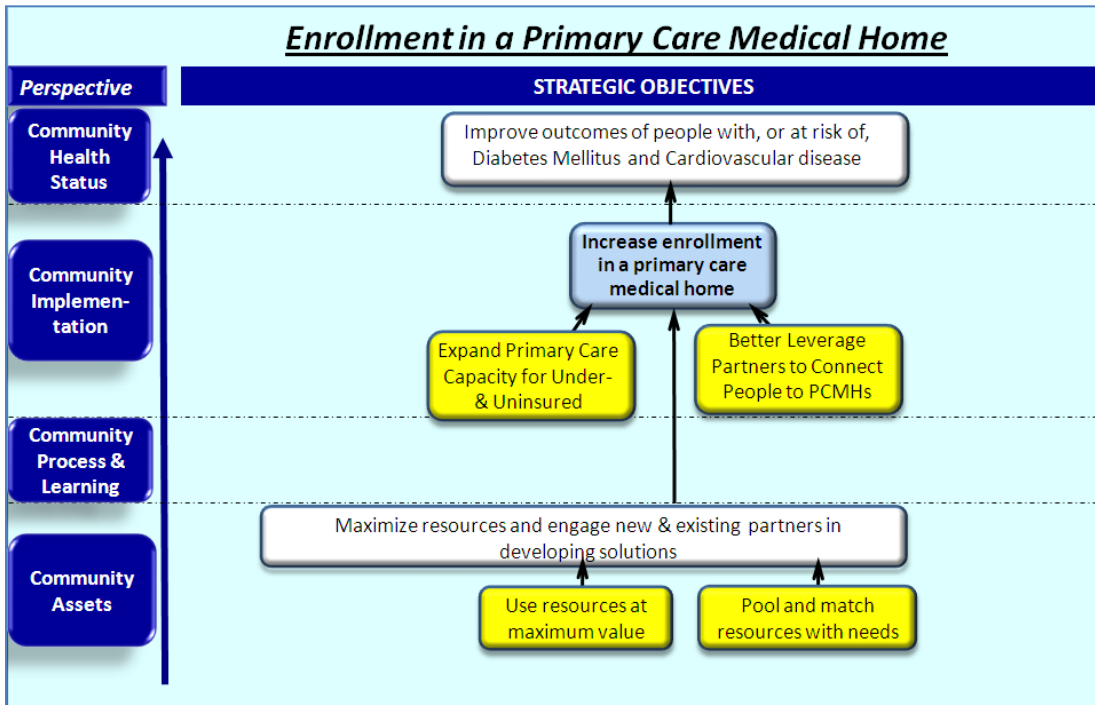 Enrollment in a Primary Care Medical Home
Perspective
STRATEGIC OBJECTIVES
Community
Health
Status
Improve outcomes of people with, or at risk of,
Diabetes Mellitus and Cardiovascular disease
Community
Implemen-
tation
Increase enrollment
in a primary care
medical home
Expand Primary Care
Capacity for Under-
& Uninsured
Better Leverage
Partners to Connect
People to PCMHs
Community
Process &
Learning
Maximize resources and engage new & existing partners in
developing solutions
Community
Assets
Use resources at
maximum value
Pool and match
resources with needs